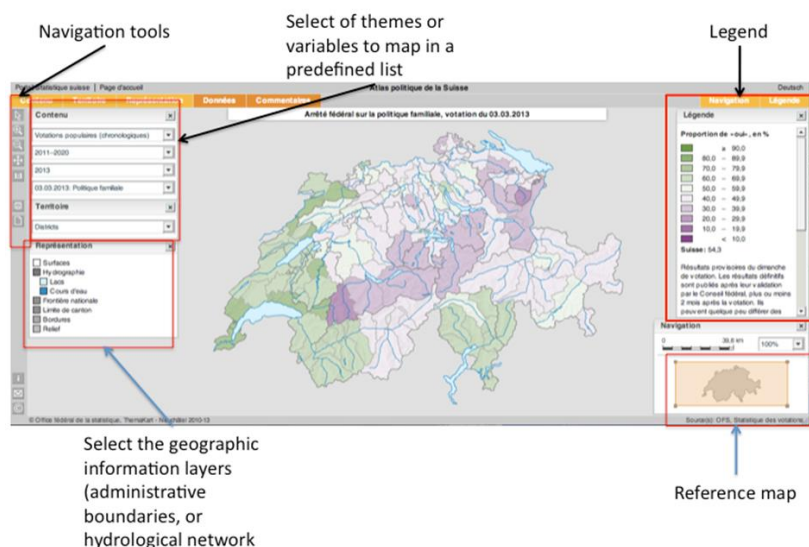 Navigation tools
Select of themes or
variables to map in a
predefined list
Legend
Portail Statistique suisse | Page d'accueil
Atlas politique de la Suisse
Deutsch
Contenu Territoire Représentation Données Commentaires
Navigation Légende
Contenu
Votations populaires (chronologiques)
2011–2020
2013
03.03.2013: Politique familiale
Territoire
Districts
Représentation
Surfaces
Hydrographie
Lacs
Cours d'eau
Frontière nationale
Limite de canton
Bordures
Relief
Arrêté fédéral sur la politique familiale, votation du 03.03.2013
Légende
Proportion de «oui», en %
≥ 90,0
80,0 – 89,9
70,0 – 79,9
60,0 – 69,9
50,0 – 59,9
40,0 – 49,9
30,0 – 39,9
20,0 – 29,9
10,0 – 19,9
< 10,0
Suisse: 54,3
Résultats provisoires du dimanche
de votation. Les résultats définitifs
sont publiés après leur validation
par le Conseil fédéral, plus ou moins
2 mois après la votation. Ils
peuvent quelque peu différer des
Navigation
0 38,8 km
100%
© Office fédéral de la statistique, ThemaKart - Neuchâtel 2010-13
Source(s): OFS, Statistique des votations
Select the geographic
information layers
(administrative
boundaries, or
hydrological network
Reference map